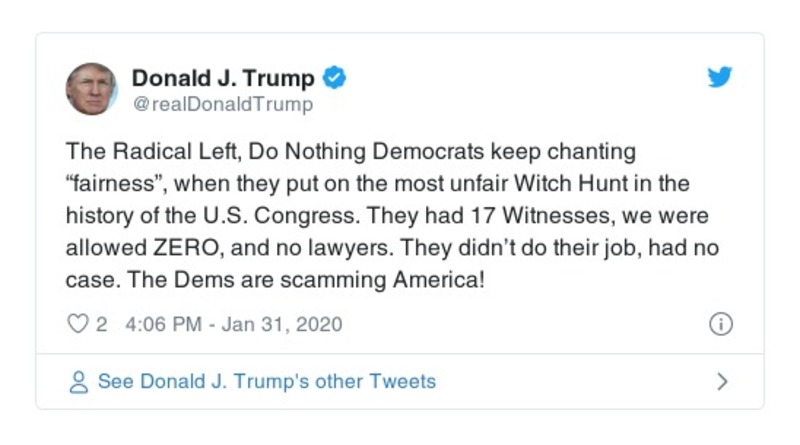 Donald J. Trump
@realDonaldTrump
The Radical Left, Do Nothing Democrats keep chanting
“fairness”, when they put on the most unfair Witch Hunt in the
history of the U.S. Congress. They had 17 Witnesses, we were
allowed ZERO, and no lawyers. They didn’t do their job, had no
case. The Dems are scamming America!
2 4:06 PM - Jan 31, 2020
See Donald J. Trump's other Tweets